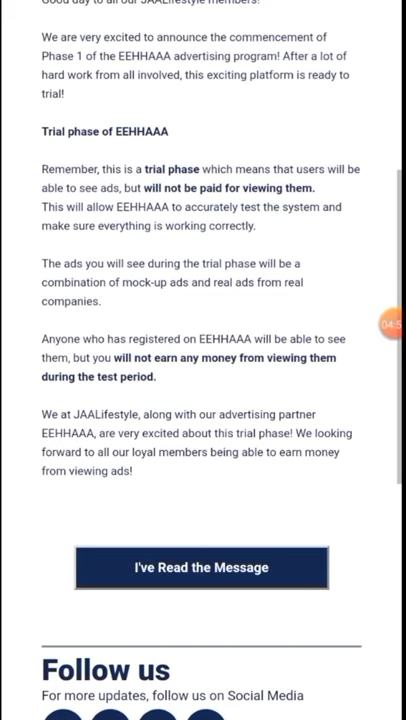 Good day to all our JAALifestyle members!
We are very excited to announce the commencement of
Phase 1 of the EEHHAAA advertising program! After a lot of
hard work from all involved, this exciting platform is ready to
trial!
Trial phase of EEHHAAA
Remember, this is a trial phase which means that users will be
able to see ads, but will not be paid for viewing them.
This will allow EEHHAAA to accurately test the system and
make sure everything is working correctly.
The ads you will see during the trial phase will be a
combination of mock-up ads and real ads from real
companies.
Anyone who has registered on EEHHAAA will be able to see
them, but you will not earn any money from viewing them
during the test period.
We at JAALifestyle, along with our advertising partner
EEHHAAA, are very excited about this trial phase! We looking
forward to all our loyal members being able to earn money
from viewing ads!
I've Read the Message
Follow us
For more updates, follow us on Social Media